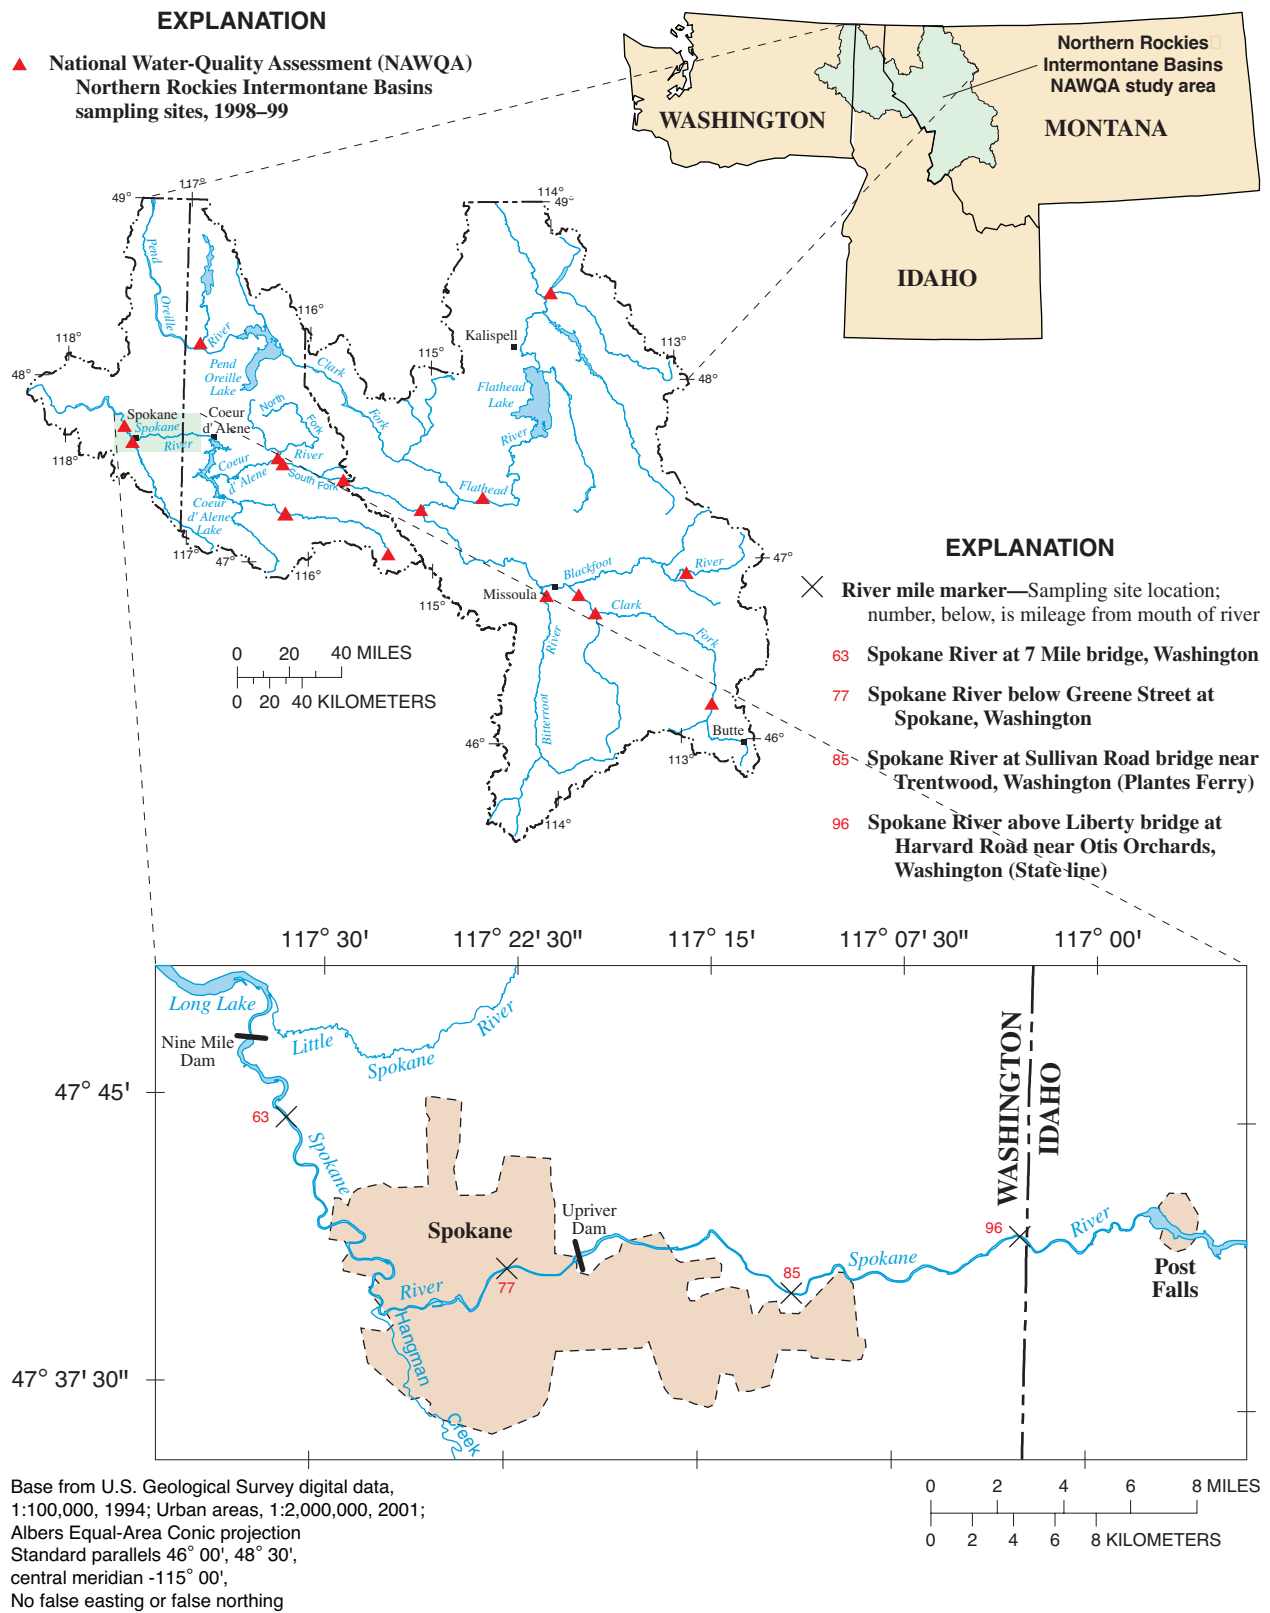 EXPLANATION
National Water-Quality Assessment (NAWQA)
Northern Rockies Intermontane Basins
sampling sites, 1998–99
Northern Rockies
Intermontane Basins
NAWQA study area
WASHINGTON
MONTANA
IDAHO
49°
117°
114°
49°
Pend
Oreille
River
116°
118°
48°
Pend
Oreille
Lake
Clark
Fork
115°
Kalispell
113°
48°
Flathead
Lake
River
North
Fork
Spokane
Spokane
River
Coeur
d'Alene
118°
Coeur
d'Alene
River
South Fork
Flathead
Coeur
d'Alene
Lake
117°
47°
116°
115°
47°
Blackfoot
River
Missoula
Clark
Fork
River
Bitterroot
46°
Butte
46°
113°
114°
0 20 40 MILES
0 20 40 KILOMETERS
EXPLANATION
River mile marker—Sampling site location;
number, below, is mileage from mouth of river
63 Spokane River at 7 Mile bridge, Washington
77 Spokane River below Greene Street at
Spokane, Washington
85 Spokane River at Sullivan Road bridge near
Trentwood, Washington (Plantes Ferry)
96 Spokane River above Liberty bridge at
Harvard Road near Otis Orchards,
Washington (State line)
117° 30' 117° 22' 30" 117° 15' 117° 07' 30" 117° 00'
Long Lake
Nine Mile
Dam
Little
Spokane
River
47° 45'
63
Spokane
WASHINGTON
IDAHO
Spokane
Upriver
Dam
96
River
Spokane
85
77
River
Post
Falls
Hangman
Creek
47° 37' 30"
Base from U.S. Geological Survey digital data,
1:100,000, 1994; Urban areas, 1:2,000,000, 2001;
Albers Equal-Area Conic projection
Standard parallels 46° 00', 48° 30',
central meridian -115° 00',
No false easting or false northing
0 2 4 6 8 MILES
0 2 4 6 8 KILOMETERS